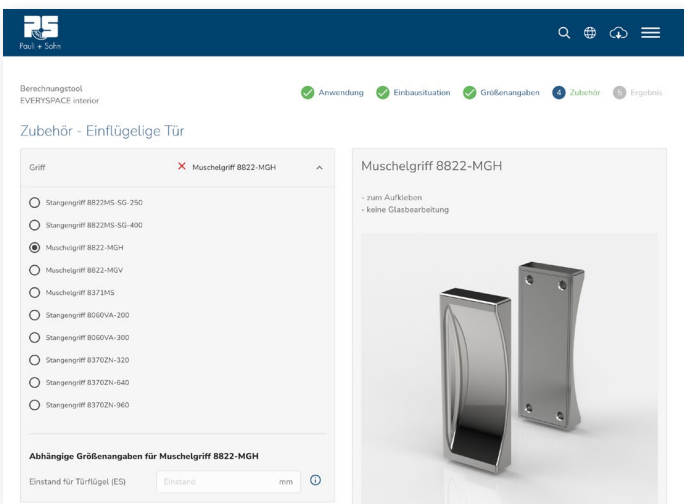 PS
Pauli + Sohn
Berechnungstool
EVERYSPACE interior
Anwendung Einbausituation Größenangaben 4 Zubehör 5 Ergebnis
Zubehör - Einflügelige Tür
Griff Muschelgriff 8822-MGH
Stangengriff 8822MS-SG-250
Stangengriff 8822MS-SG-400
Muschelgriff 8822-MGH
Muschelgriff 8822-MGV
Muschelgriff 8371MS
Stangengriff 8060VA-200
Stangengriff 8060VA-300
Stangengriff 8370ZN-320
Stangengriff 8370ZN-640
Stangengriff 8370ZN-960
Abhängige Größenangaben für Muschelgriff 8822-MGH
Einstand für Türflügel (ES) Einstand mm
Muschelgriff 8822-MGH
- zum Aufkleben
- keine Glasbearbeitung